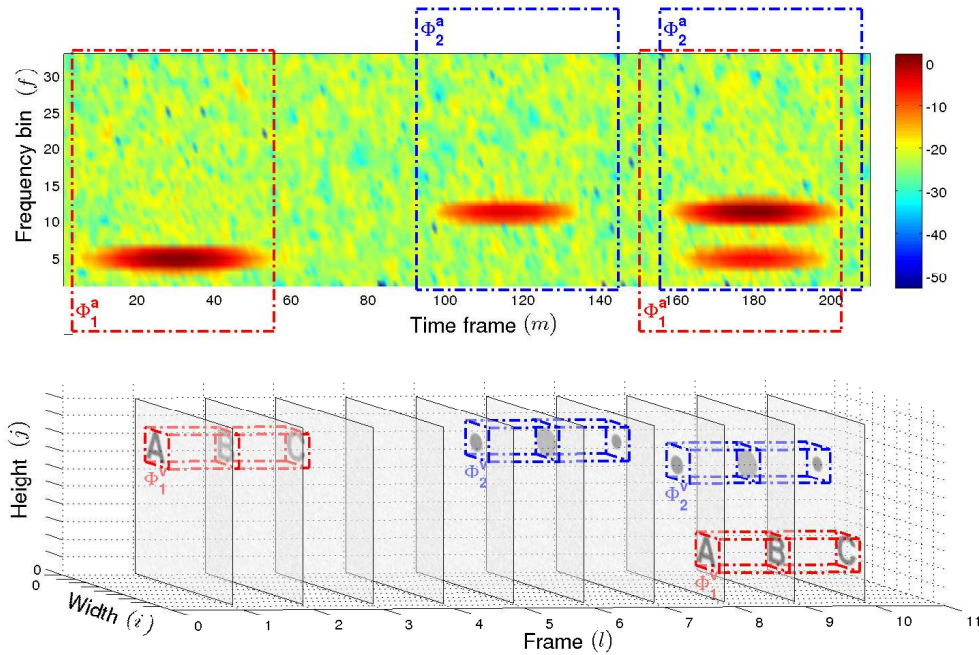 Φ₂ᵃ Φ₂ᵃ
Frequency bin (f)
30
25
20
15
10
5
0
-10
-20
-30
-40
-50
Φ₁ᵃ Φ₁ᵃ
20 40 60 80 100 120 140 160 180 200
Time frame (m)
Height (j)
A B C
Φ₁ᵛ
Φ₂ᵛ
Φ₂ᵛ
A B C
Φ₁ᵛ
0
0
Width (i)
0 1 2 3 4 5 6 7 8 9 10 11
Frame (l)